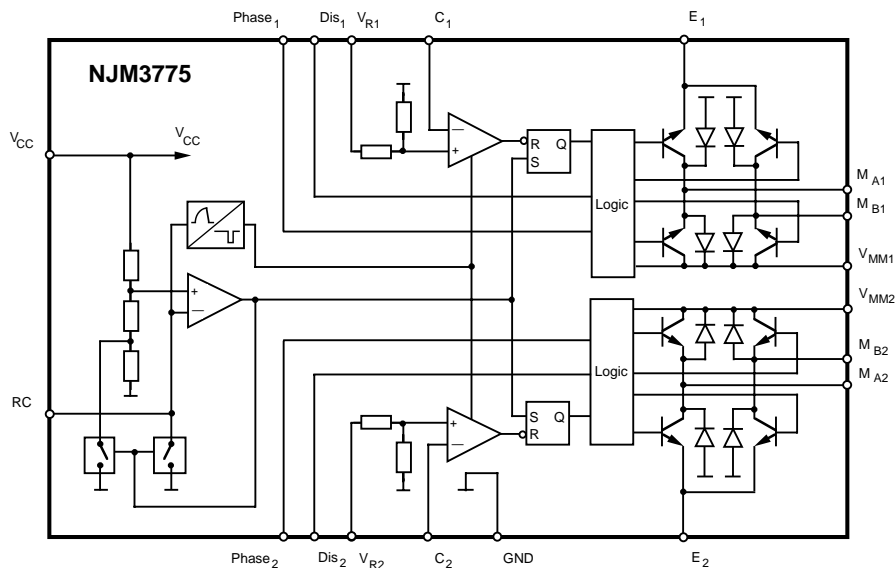 Phase1 Dis1 VR1 C1 E1
NJM3775
VCC
VCC
R
S
Q
Logic
MA1
MB1
VMM1
VMM2
MB2
MA2
Logic
RC
S
R
Q
Phase2 Dis2 VR2 C2 GND E2
+
—
+
—
+
—
+
—